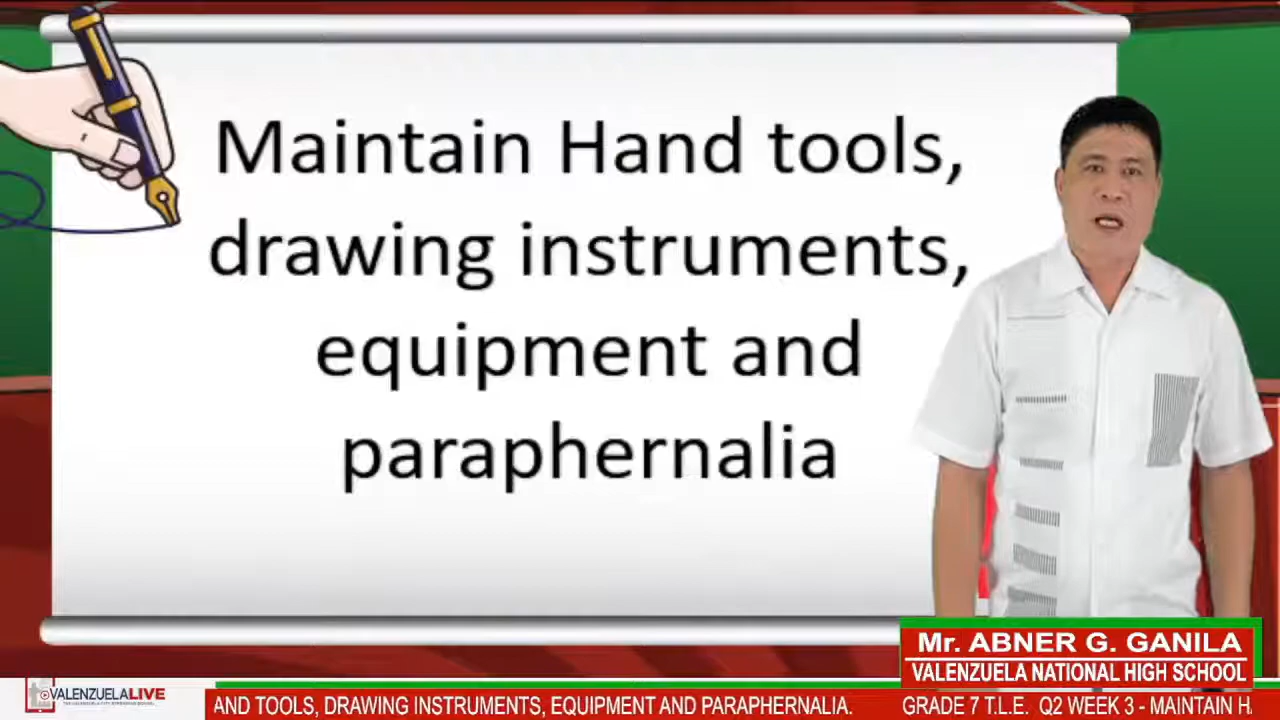 Maintain Hand tools,
drawing instruments,
equipment and
paraphernalia
Mr. ABNER G. GANILA
VALENZUELA NATIONAL HIGH SCHOOL
VALENZUELALIVE
AND TOOLS, DRAWING INSTRUMENTS, EQUIPMENT AND PARAPHERNALIA. GRADE 7 T.L.E. Q2 WEEK 3 - MAINTAIN H